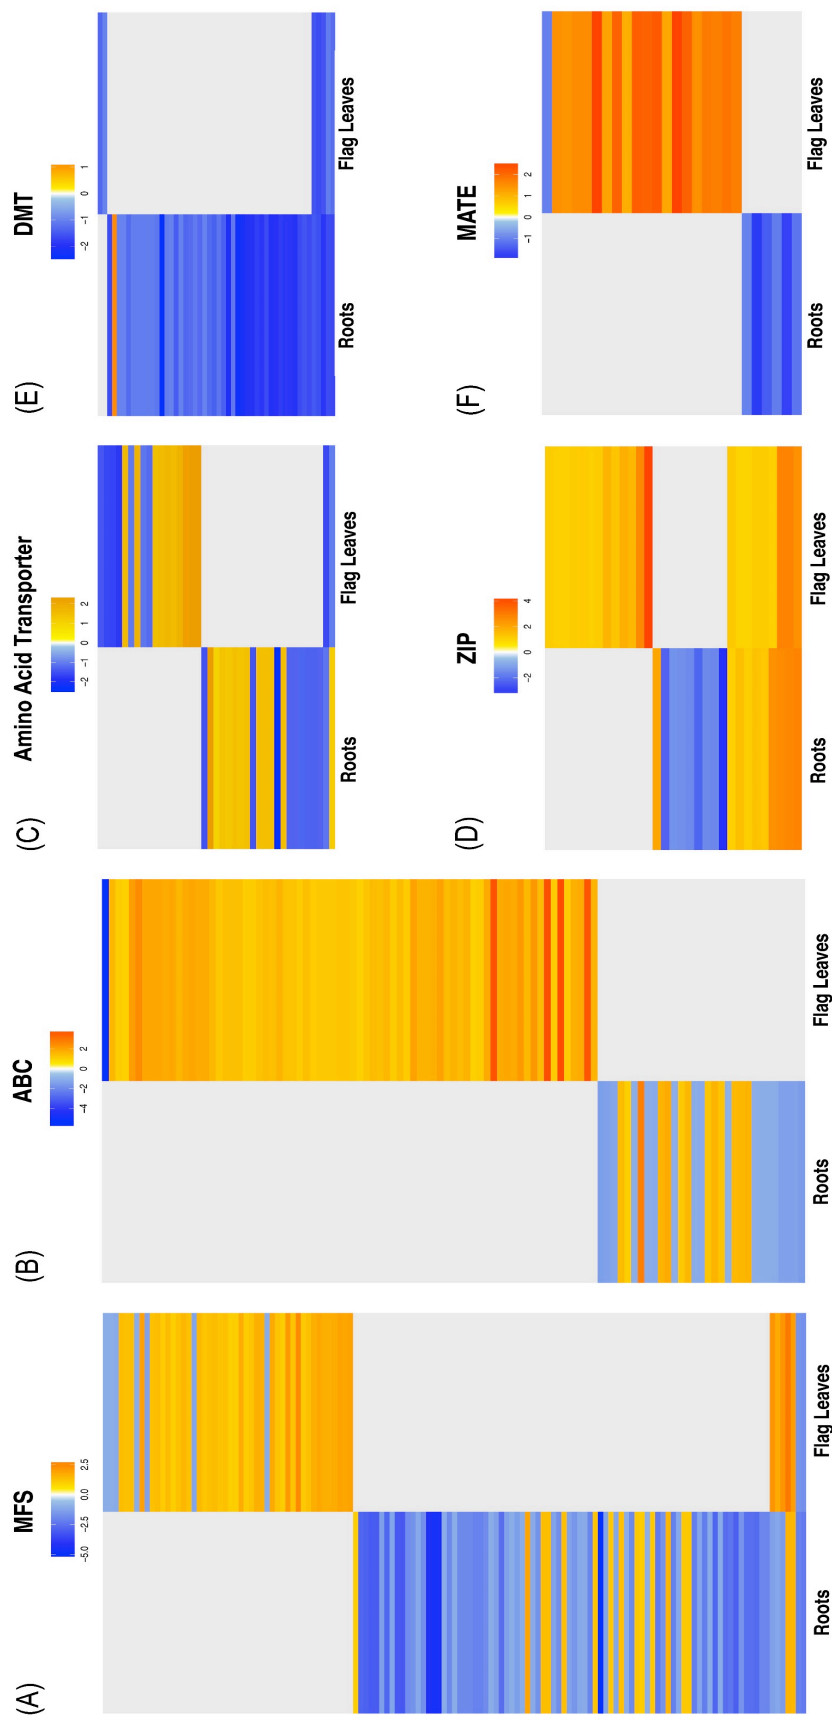 (A)
MFS
-5.0 -2.5 0.0 2.5
Roots Flag Leaves
(B)
ABC
-4 -2 0 2
Roots Flag Leaves
(C)
Amino Acid Transporter
-2 -1 0 1 2
Roots Flag Leaves
(D)
ZIP
-2 0 2 4
Roots Flag Leaves
(E)
DMT
-2 -1 0 1
Roots Flag Leaves
(F)
MATE
-1 0 1 2
Roots Flag Leaves